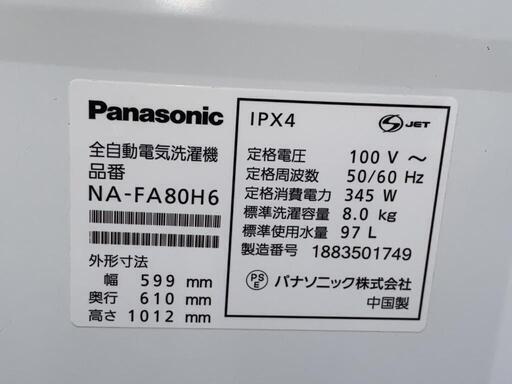 Panasonic
全自動電気洗濯機
品番
NA-FA80H6
外形寸法
幅 599 mm
奥行 610 mm
高さ 1012 mm
IPX4
S JET
定格電圧 100 V ～
定格周波数 50/60 Hz
定格消費電力 345 W
標準洗濯容量 8.0 kg
標準使用水量 97 L
製造番号 1883501749
PS E パナソニック株式会社
中国製